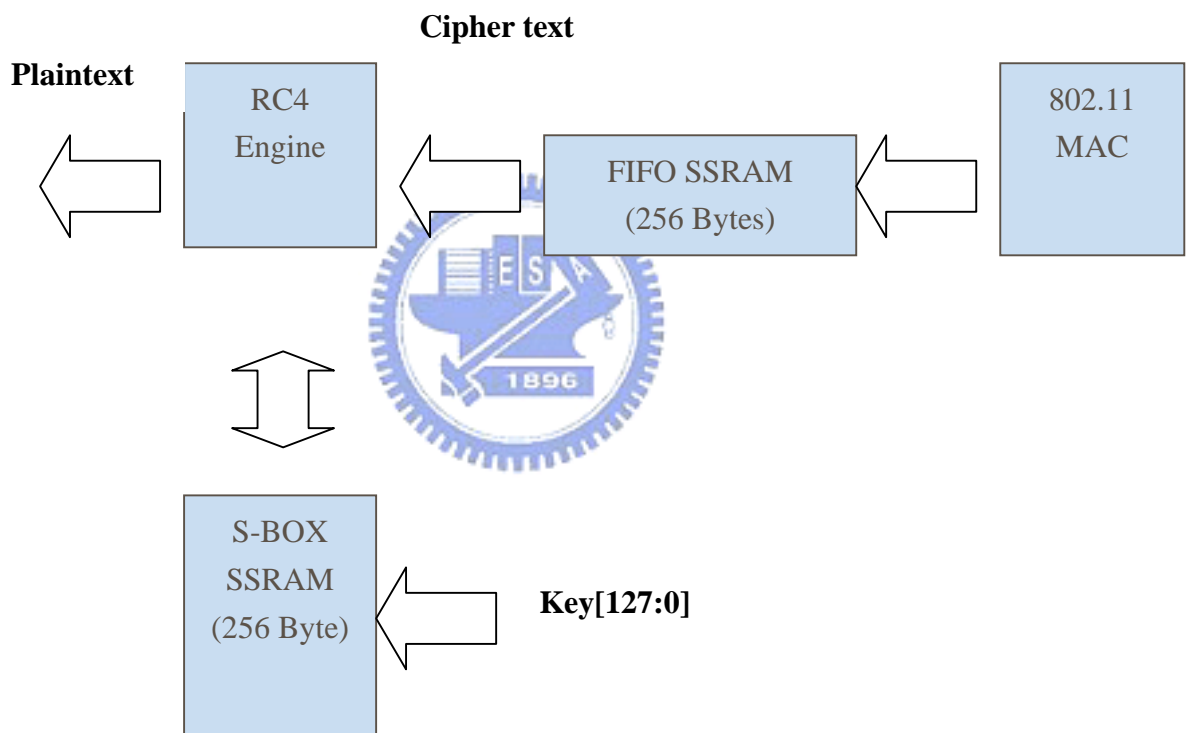 Cipher text
Plaintext
RC4
Engine
FIFO SSRAM
(256 Bytes)
802.11
MAC
E S A
1896
S-BOX
SSRAM
(256 Byte)
Key[127:0]